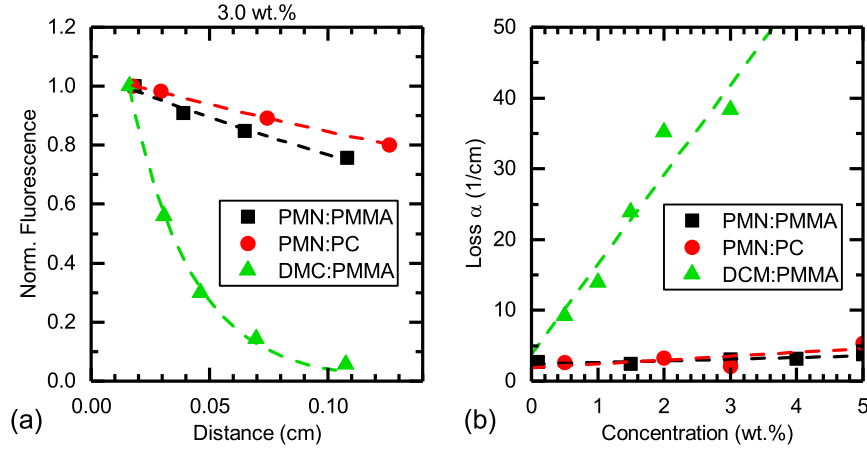 3.0 wt.%
1.2
1.0
0.8
0.6
0.4
0.2
0.0
Norm. Fluorescence
PMN:PMMA
PMN:PC
DMC:PMMA
0.00
0.05
0.10
Distance (cm)
(a)
50
40
30
20
10
0
Loss α (1/cm)
PMN:PMMA
PMN:PC
DCM:PMMA
0
1
2
3
4
5
Concentration (wt.%)
(b)